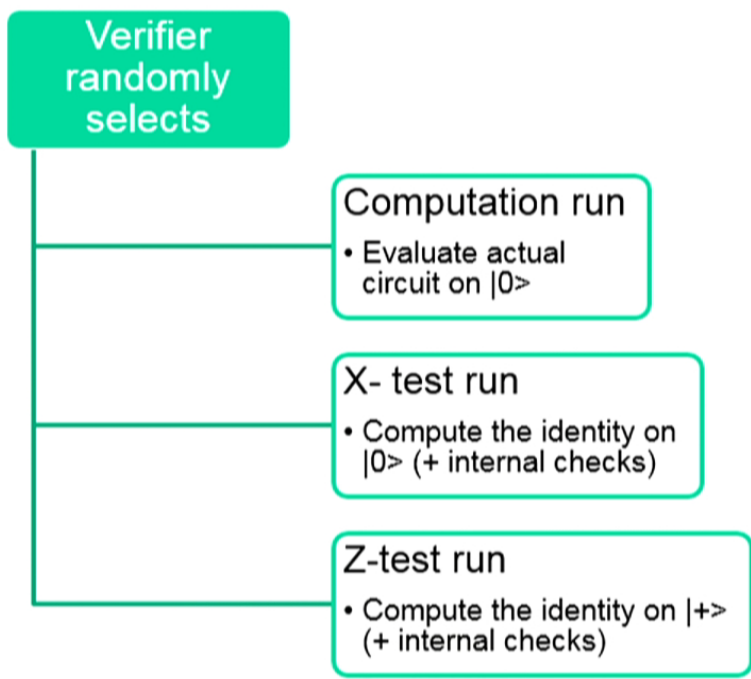 Verifier
randomly
selects
Computation run
• Evaluate actual
circuit on |0>
X- test run
• Compute the identity on
|0> (+ internal checks)
Z-test run
• Compute the identity on |+>
(+ internal checks)